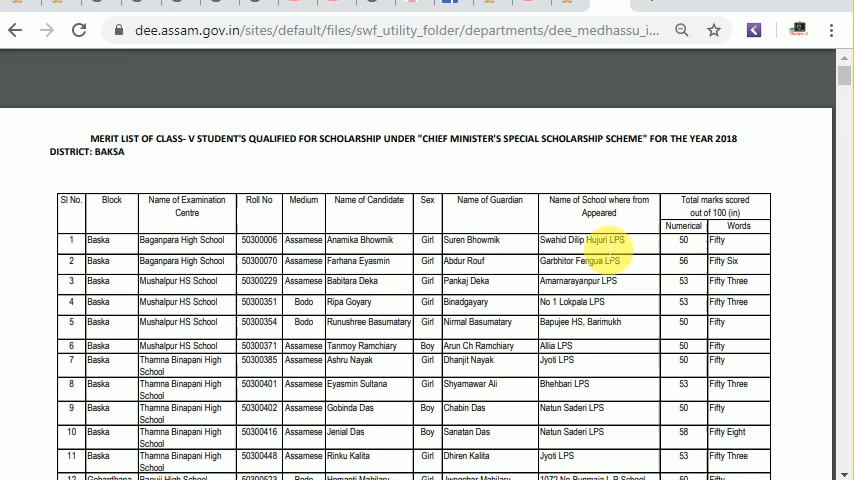 dee.assam.gov.in/sites/default/files/swf_utility_folder/departments/dee_medhassu_i...
MERIT LIST OF CLASS- V STUDENT'S QUALIFIED FOR SCHOLARSHIP UNDER "CHIEF MINISTER'S SPECIAL SCHOLARSHIP SCHEME" FOR THE YEAR 2018
DISTRICT: BAKSA
Sl No. Block Name of Examination Centre Roll No Medium Name of Candidate Sex Name of Guardian Name of School where from Appeared Total marks scored out of 100 (in)
Numerical Words
1 Baska Baganpara High School 50300006 Assamese Anamika Bhowmik Girl Suren Bhowmik Swahid Dilip Hujuri LPS 50 Fifty
2 Baska Baganpara High School 50300070 Assamese Farhana Eyasmin Girl Abdur Rouf Garbhitor Fengua LPS 56 Fifty Six
3 Baska Mushalpur HS School 50300229 Assamese Babitara Deka Girl Pankaj Deka Amarnarayanpur LPS 53 Fifty Three
4 Baska Mushalpur HS School 50300351 Bodo Ripa Goyary Girl Binadgayary No 1 Lokpala LPS 53 Fifty Three
5 Baska Mushalpur HS School 50300354 Bodo Runushree Basumatary Girl Nirmal Basumatary Bapujee HS, Barimukh 50 Fifty
6 Baska Mushalpur HS School 50300371 Assamese Tanmoy Ramchiary Boy Arun Ch Ramchiary Allia LPS 50 Fifty
7 Baska Thamna Binapani High School 50300385 Assamese Ashru Nayak Girl Dhanjit Nayak Jyoti LPS 50 Fifty
8 Baska Thamna Binapani High School 50300401 Assamese Eyasmin Sultana Girl Shyamawar Ali Bhehbari LPS 53 Fifty Three
9 Baska Thamna Binapani High School 50300402 Assamese Gobinda Das Boy Chabin Das Natun Saderi LPS 50 Fifty
10 Baska Thamna Binapani High School 50300416 Assamese Jenial Das Boy Sanatan Das Natun Saderi LPS 58 Fifty Eight
11 Baska Thamna Binapani High School 50300448 Assamese Rinku Kalita Girl Dhiren Kalita Jyoti LPS 53 Fifty Three
12 Gobardhana Bapuji High School 50300523 Bodo Hemanti Mahilary Girl